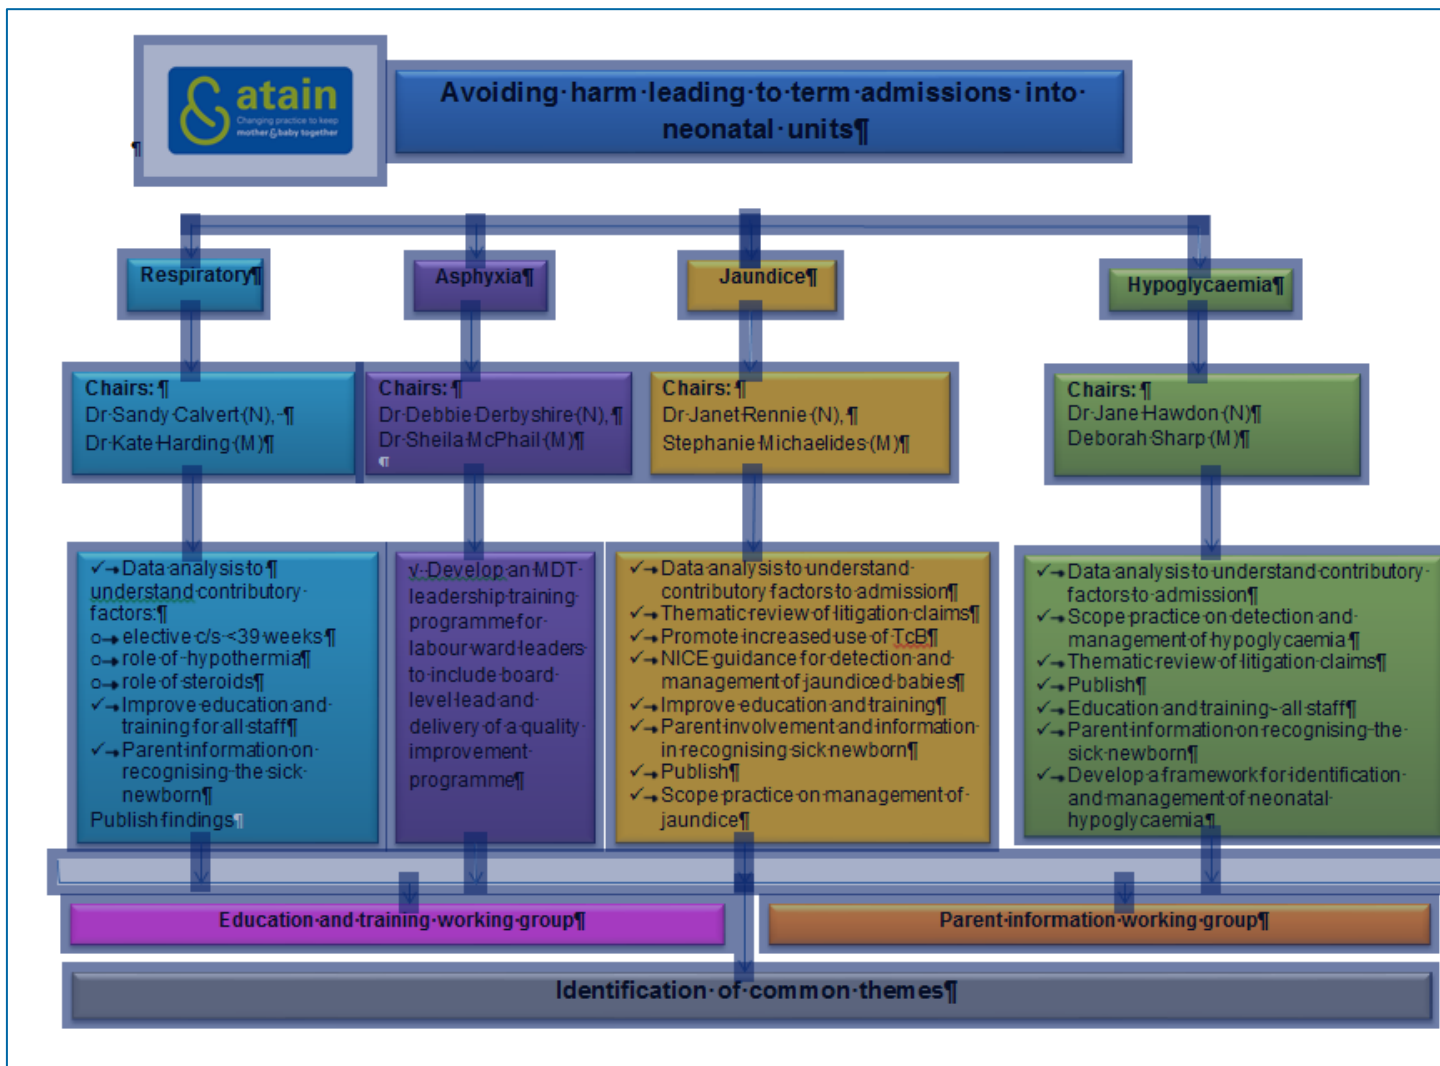 atain
Changing practice to keep
mother & baby together
¶
Avoiding·harm·leading·to·term·admissions·into·
neonatal·units¶
Respiratory¶
Asphyxia¶
Jaundice¶
Hypoglycaemia¶
Chairs:·¶
Dr·Sandy·Calvert·(N),·¶
Dr·Kate·Harding·(M)¶
Chairs:·¶
Dr·Debbie·Derbyshire·(N),·¶
Dr·Sheila·McPhail·(M)¶
¶
Chairs:·¶
Dr·Janet·Rennie·(N),·¶
Stephanie·Michaelides·(M)¶
Chairs:·¶
Dr·Jane·Hawdon·(N)¶
Deborah·Sharp·(M)¶
✓→Data·analysis·to·¶
understand·contributory·
factors:¶
o→elective·c/s·<39·weeks¶
o→role·of··hypothermia¶
o→role·of·steroids¶
✓→Improve·education·and·
training·for·all·staff¶
✓→Parent·information·on·
recognising·the·sick·
newborn¶
Publish·findings¶
√··Develop·an·MDT·
leadership·training·
programme·for·
labour·ward·leaders·
to·include·board·
level·lead·and·
delivery·of·a·quality·
improvement·
programme¶
✓→Data·analysis·to·understand·
contributory·factors·to·admission¶
✓→Thematic·review·of·litigation·claims¶
✓→Promote·increased·use·of·TcB¶
✓→NICE·guidance·for·detection·and·
management·of·jaundiced·babies¶
✓→Improve·education·and·training¶
✓→Parent·involvement·and·information·
in·recognising·sick·newborn¶
✓→Publish¶
✓→Scope·practice·on·management·of·
jaundice¶
✓→Data·analysis·to·understand·contributory·
factors·to·admission¶
✓→Scope·practice·on·detection·and·
management·of·hypoglycaemia¶
✓→Thematic·review·of·litigation·claims¶
✓→Publish¶
✓→Education·and·training·-·all·staff¶
✓→Parent·information·on·recognising·the·
sick·newborn¶
✓→Develop·a·framework·for·identification·
and·management·of·neonatal·
hypoglycaemia¶
Education·and·training·working·group¶
Parent·information·working·group¶
Identification·of·common·themes¶